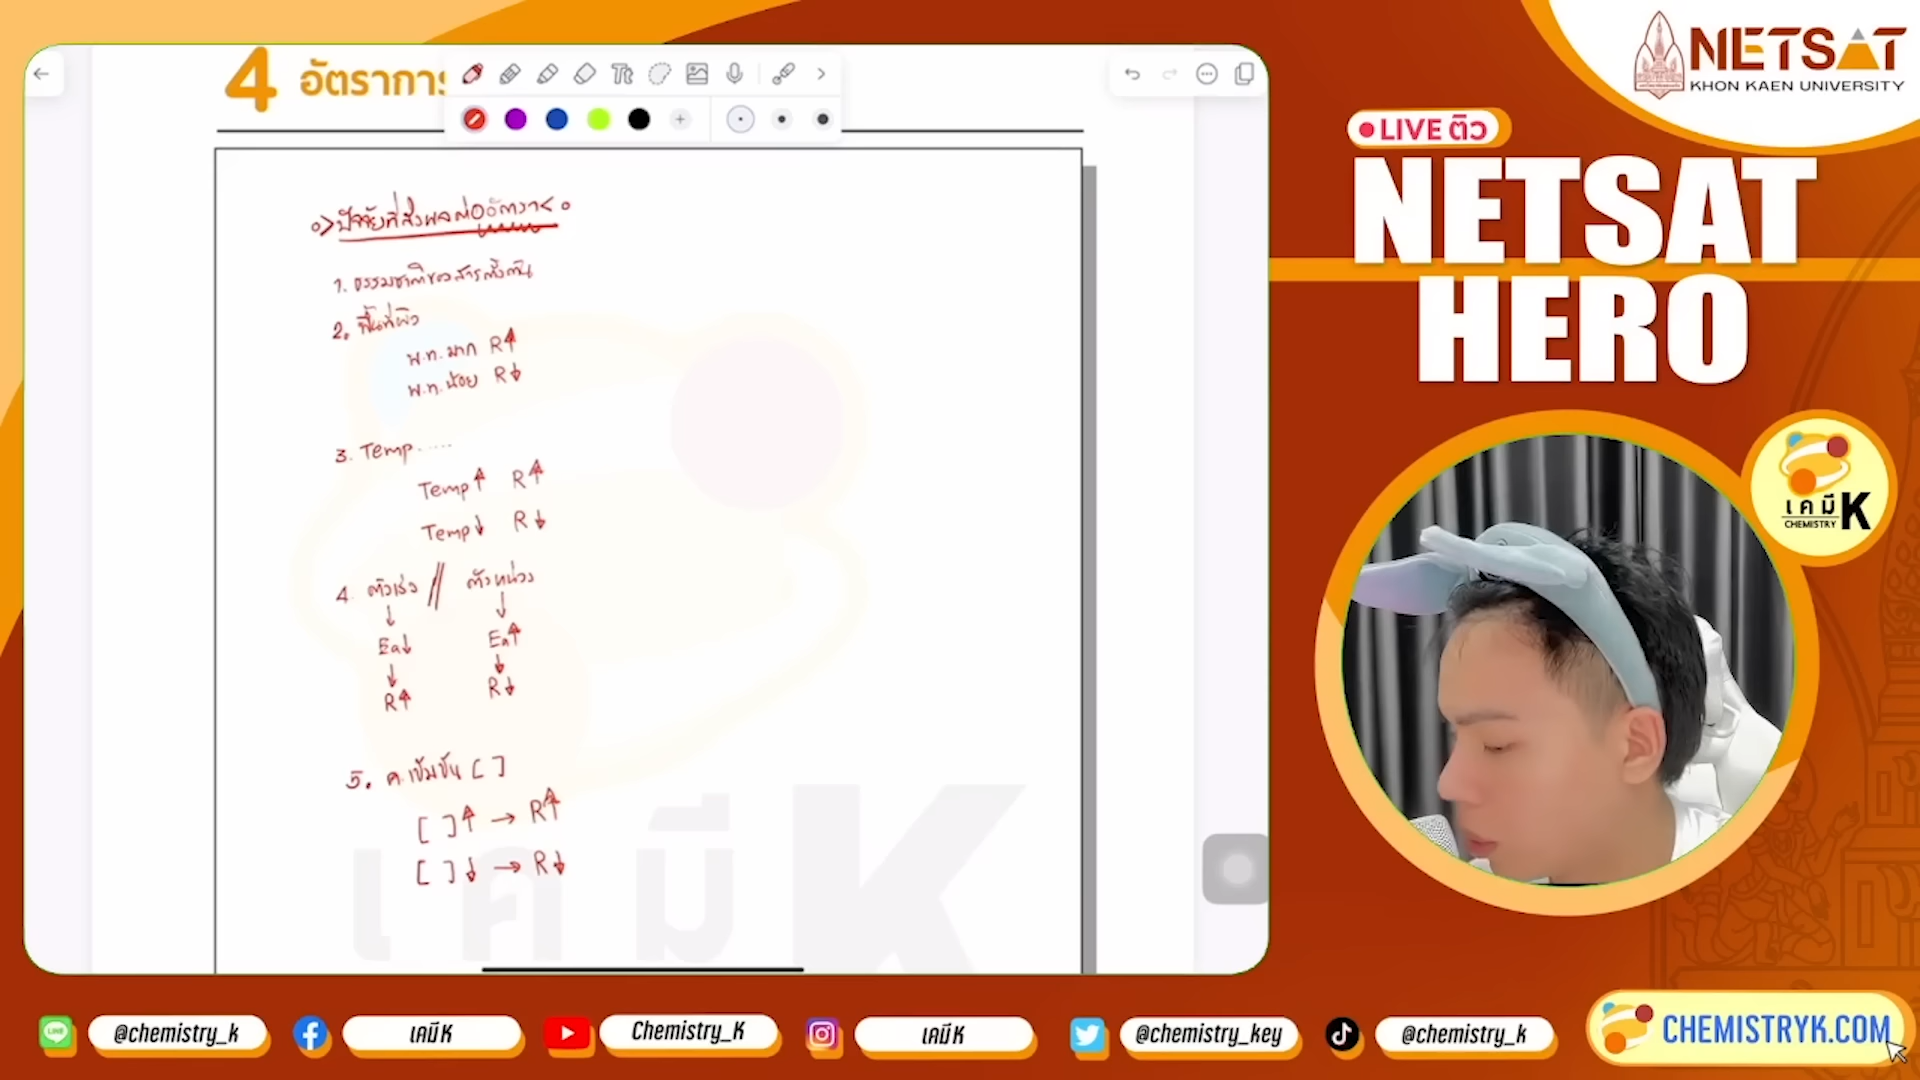 4 อัตราการ
ปัจจัยที่ส่งผลต่ออัตรา
1. ธรรมชาติของสารตั้งต้น
2. พื้นที่ผิว
พ.ท. มาก R↑
พ.ท. น้อย R↓
3. Temp.....
Temp↑ R↑
Temp↓ R↓
4. ตัวเร่ง // ตัวหน่วง
↓ ↓
Ea↓ Ea↑
↓ ↓
R↑ R↓
5. ค.เข้มข้น [ ]
[ ]↑ → R↑
[ ]↓ → R↓
เคมี K
NETSAT
KHON KAEN UNIVERSITY
LIVE ติว
NETSAT
HERO
เคมี K
CHEMISTRY
LINE @chemistry_k
เคมี K
Chemistry_K
เคมี K
@chemistry_key
@chemistry_k
CHEMISTRYK.COM